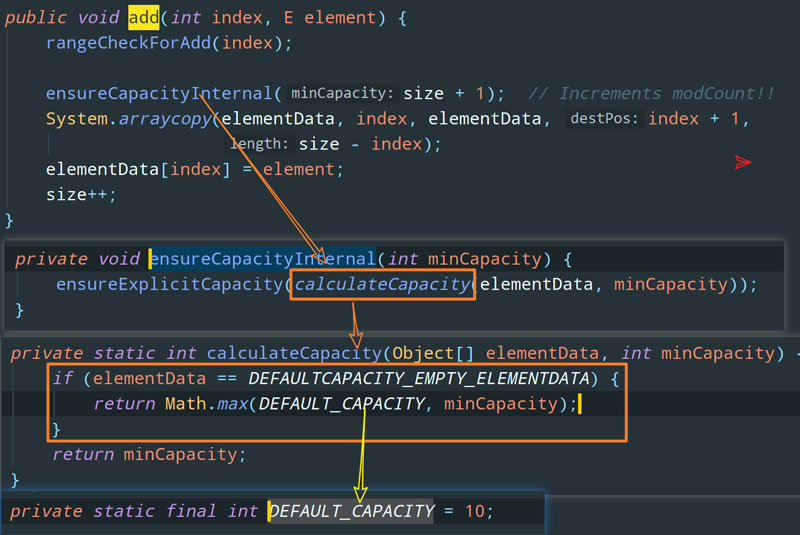 public void add(int index, E element) {
    rangeCheckForAdd(index);
    ensureCapacityInternal( minCapacity: size + 1);  // Increments modCount!!
    System.arraycopy(elementData, index, elementData, destPos: index + 1,
                     length: size - index);
    elementData[index] = element;
    size++;
}
private void ensureCapacityInternal(int minCapacity) {
    ensureExplicitCapacity(calculateCapacity(elementData, minCapacity));
}
private static int calculateCapacity(Object[] elementData, int minCapacity) {
    if (elementData == DEFAULTCAPACITY_EMPTY_ELEMENTDATA) {
        return Math.max(DEFAULT_CAPACITY, minCapacity);
    }
    return minCapacity;
}
private static final int DEFAULT_CAPACITY = 10;